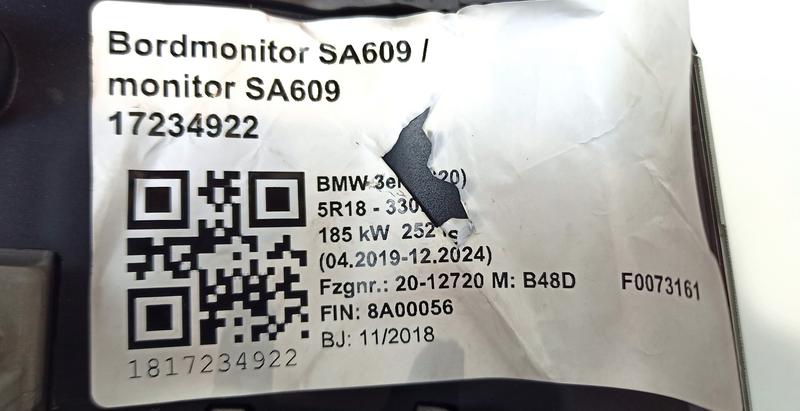 Bordmonitor SA609 /
monitor SA609
17234922
BMW
5R18 -
185 kW 252
(04.2019-12.2024)
Fzgnr.: 20-12720 M: B48D F0073161
FIN: 8A00056
BJ: 11/2018
1817234922